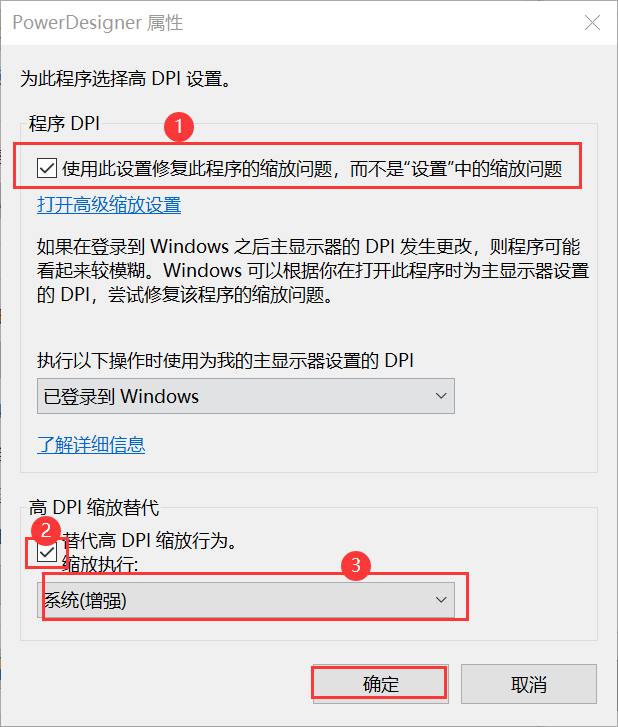 PowerDesigner 属性
为此程序选择高 DPI 设置。
程序 DPI
1
使用此设置修复此程序的缩放问题，而不是“设置”中的缩放问题
打开高级缩放设置
如果在登录到 Windows 之后主显示器的 DPI 发生更改，则程序可能
看起来较模糊。Windows 可以根据你在打开此程序时为主显示器设置
的 DPI，尝试修复该程序的缩放问题。
执行以下操作时使用为我的主显示器设置的 DPI
已登录到 Windows
了解详细信息
高 DPI 缩放替代
2
替代高 DPI 缩放行为。
缩放执行:
3
系统(增强)
确定
取消